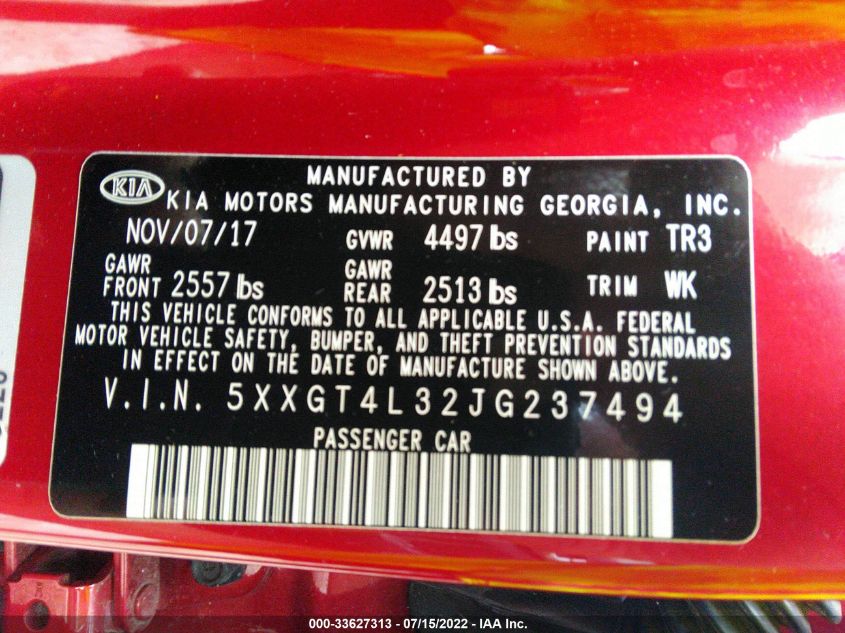 KIA
MANUFACTURED BY
KIA MOTORS MANUFACTURING GEORGIA, INC.
NOV/07/17 GVWR 4497 lbs PAINT TR3
GAWR FRONT 2557 lbs GAWR REAR 2513 lbs TRIM WK
THIS VEHICLE CONFORMS TO ALL APPLICABLE U.S.A. FEDERAL
MOTOR VEHICLE SAFETY, BUMPER, AND THEFT PREVENTION STANDARDS
IN EFFECT ON THE DATE OF MANUFACTURE SHOWN ABOVE.
V.I.N. 5XXGT4L32JG237494
PASSENGER CAR
000-33627313 - 07/15/2022 - IAA Inc.